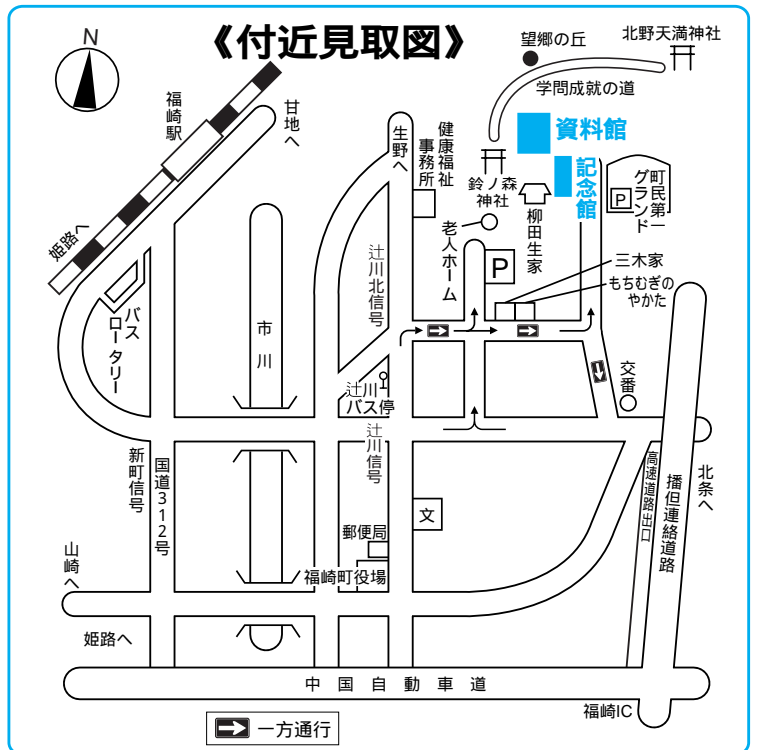 《付近見取図》
N
望郷の丘
北野天満神社
学問成就の道
福崎駅
甘地へ
生野へ
健康福祉
事務所
資料館
記念館
鈴ノ森
神社
柳田生家
町民第一
グランド
P
姫路へ
老人ホーム
P
三木家
もちむぎの
やかた
バス
ロータリー
市川
辻川北信号
辻川
バス停
交番
辻川信号
新町信号
国道312号
高速道路出口
播但連絡道路
北条へ
文
郵便局
福崎町役場
山崎へ
姫路へ
中国自動車道
福崎IC
一方通行